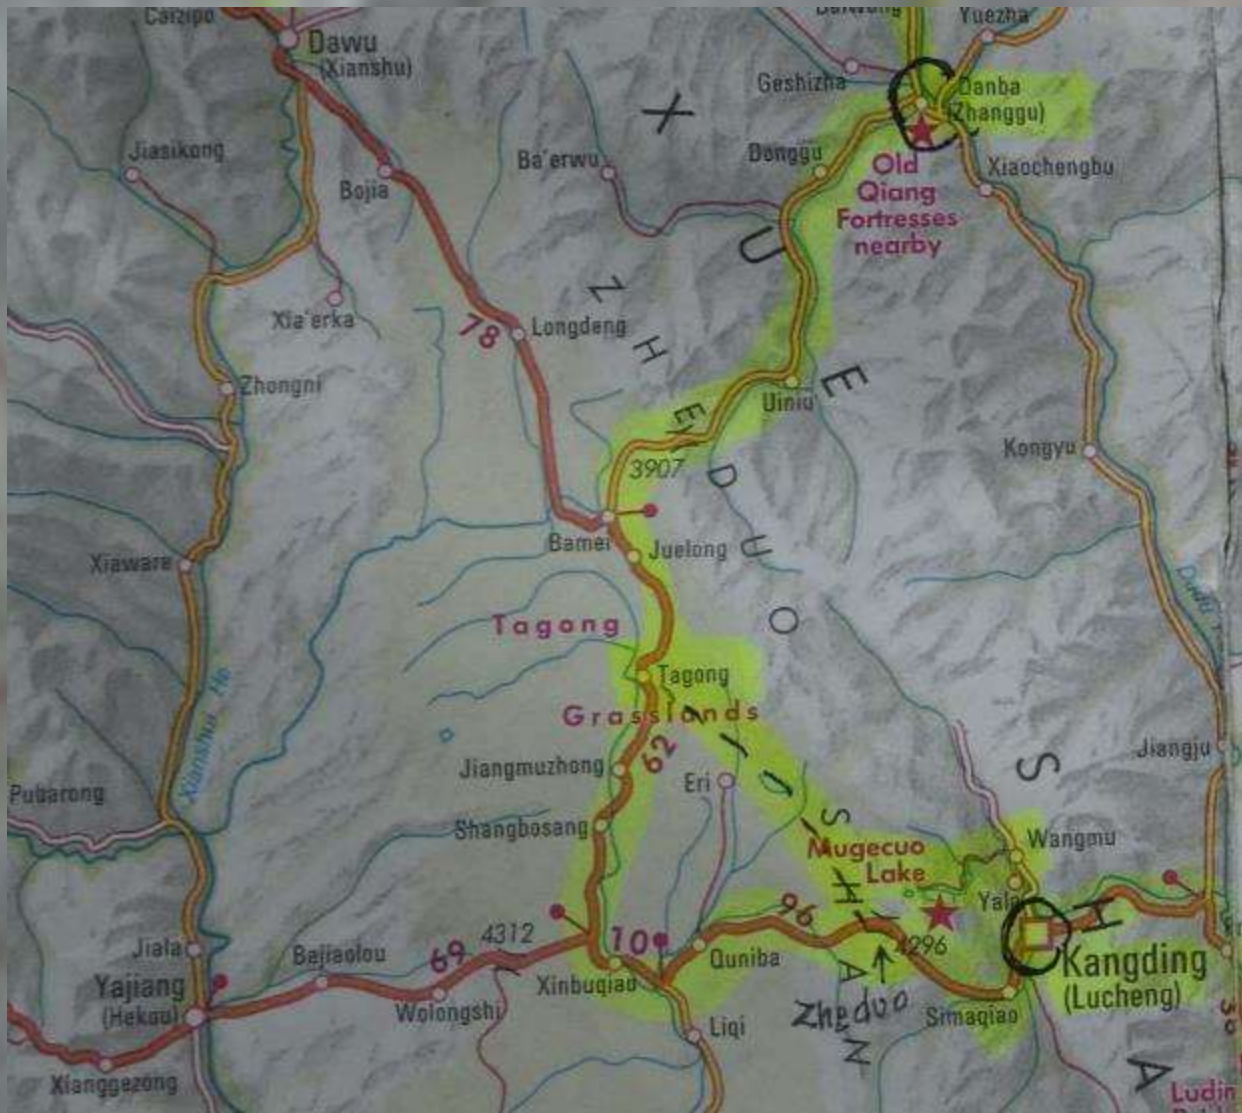 Caizipo
Yuezha
Dawu
(Xianshu)
Geshizha
Danba
(Zhanggu)
Jiasikong
Bojia
Ba'erwu
Donggu
Xiaochengbu
Old
Qiang
Fortresses
nearby
X U E
Z H E D U O
S H A N
Xia'erka
78
Longdeng
Zhongni
Uiniu
Kongyu
3907
Bamei
Juelong
Xiaware
Tagong
Tagong
Grasslands
Xianshui He
62
Jiangmuzhong
Eri
Jiangju
Pubarong
Shangbosang
Mugecuo
Lake
Wangmu
Yala
96
4296
Jiala
Bajiaolou
69
4312
10
Quniba
Kangding
(Lucheng)
Yajiang
(Hekou)
Xinbuqiao
Wolongshi
Zheduo
Simaqiao
Liqi
Xianggezong
S H A
Ludin